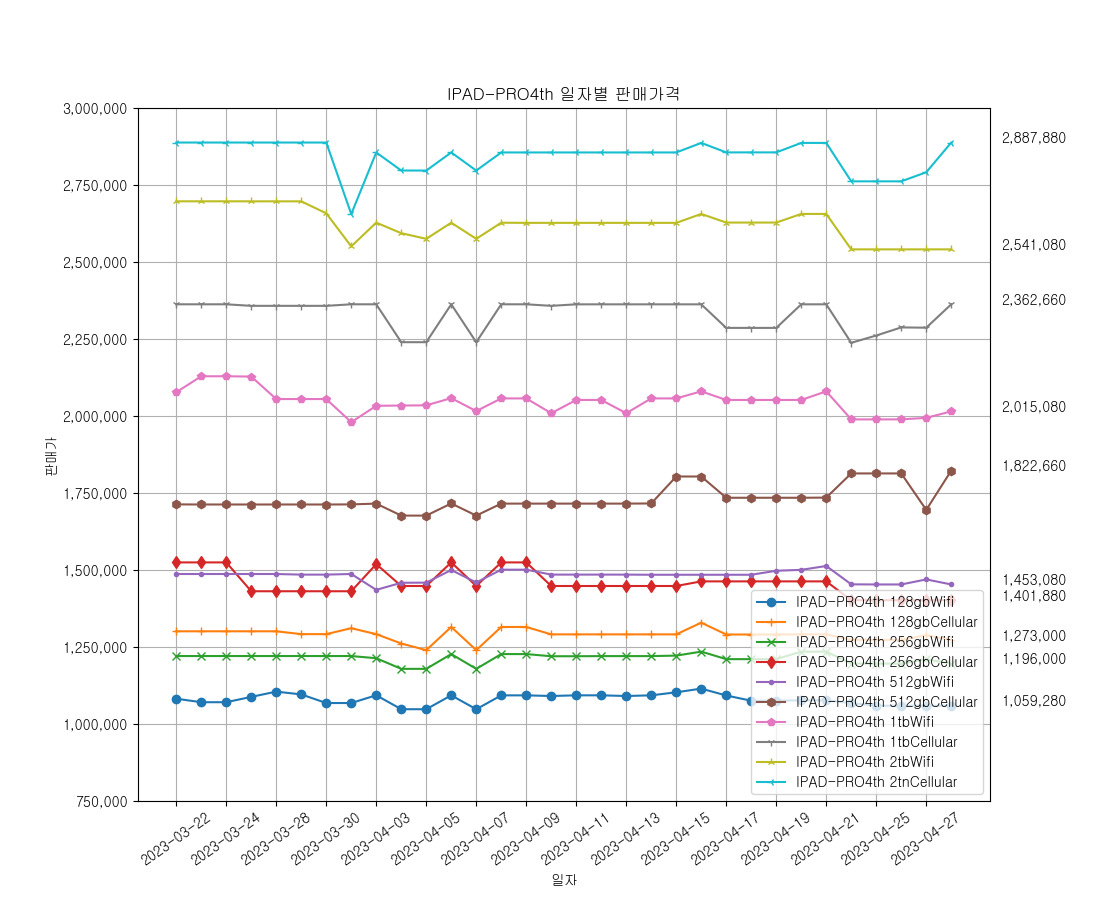 IPAD-PRO4th 일자별 판매가격
3,000,000
2,750,000
2,500,000
2,250,000
2,000,000
1,750,000
1,500,000
1,250,000
1,000,000
750,000
판매가
2,887,880
2,541,080
2,362,660
2,015,080
1,822,660
1,453,080
1,401,880
1,273,000
1,196,000
1,059,280
IPAD-PRO4th 128gbWifi
IPAD-PRO4th 128gbCellular
IPAD-PRO4th 256gbWifi
IPAD-PRO4th 256gbCellular
IPAD-PRO4th 512gbWifi
IPAD-PRO4th 512gbCellular
IPAD-PRO4th 1tbWifi
IPAD-PRO4th 1tbCellular
IPAD-PRO4th 2tbWifi
IPAD-PRO4th 2tnCellular
2023-03-22
2023-03-24
2023-03-28
2023-03-30
2023-04-03
2023-04-05
2023-04-07
2023-04-09
2023-04-11
2023-04-13
2023-04-15
2023-04-17
2023-04-19
2023-04-21
2023-04-25
2023-04-27
일자